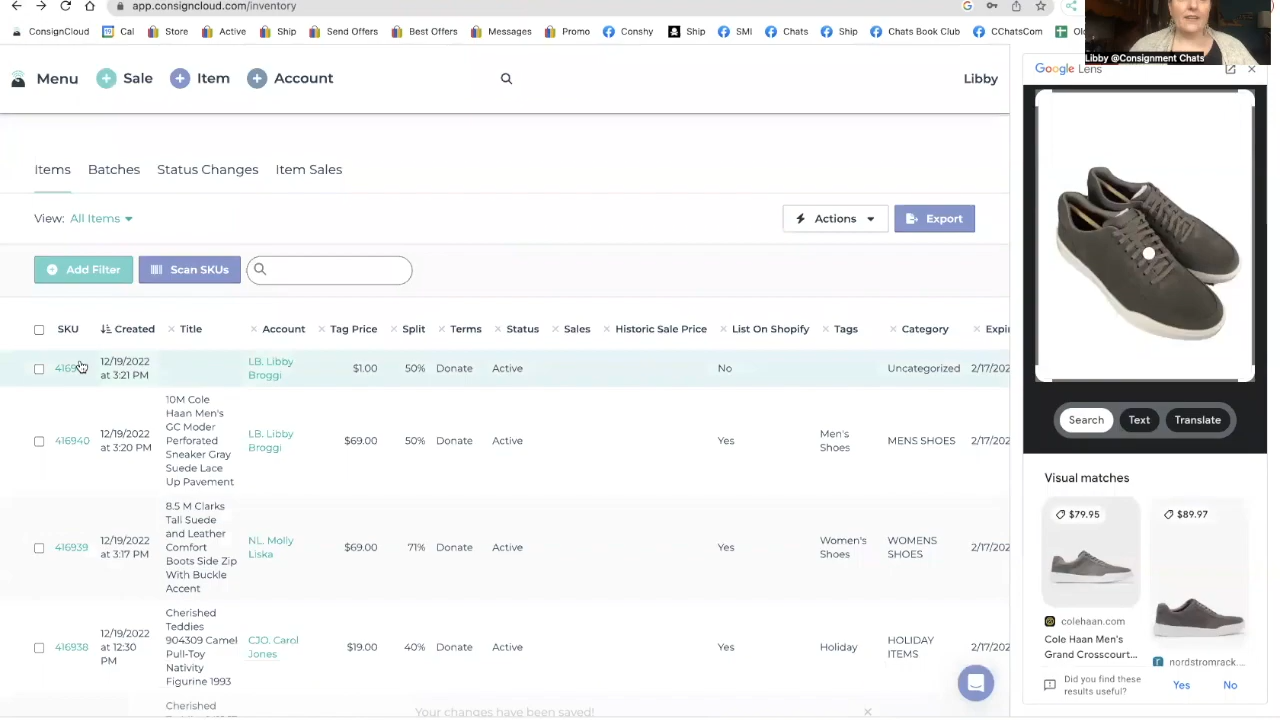 app.consigncloud.com/inventory
ConsignCloud Cal Store Active Ship Send Offers Best Offers Messages Promo Conshy Ship SMI Chats Ship Chats Book Club CChatsCom
Libby @Consignment Chats
Menu Sale Item Account Libby
Google Lens
Items Batches Status Changes Item Sales
View: All Items Actions Export
Add Filter Scan SKUs
SKU Created Title Account Tag Price Split Terms Status Sales Historic Sale Price List On Shopify Tags Category
12/19/2022
at 3:21 PM
LB. Libby
Broggi
$1.00 50% Donate Active No Uncategorized
416940
12/19/2022
at 3:20 PM
10M Cole
Haan Men's
GC Moder
Perforated
Sneaker Gray
Suede Lace
Up Pavement
LB. Libby
Broggi
$69.00 50% Donate Active Yes
Men's
Shoes
MENS SHOES
416939
12/19/2022
at 3:17 PM
8.5 M Clarks
Tall Suede
and Leather
Comfort
Boots Side Zip
With Buckle
Accent
NL. Molly
Liska
$69.00 71% Donate Active Yes
Women's
Shoes
WOMENS
SHOES
416938
12/19/2022
at 12:30
PM
Cherished
Teddies
904309 Camel
Pull-Toy
Nativity
Figurine 1993
CJO. Carol
Jones
$19.00 40% Donate Active Yes Holiday
HOLIDAY
ITEMS
Cherished
Your changes have been saved!
Search Text Translate
Visual matches
$79.95 $89.97
colehaan.com
Cole Haan Men's
Grand Crosscourt...
nordstromrack....
Did you find these
results useful?
Yes No